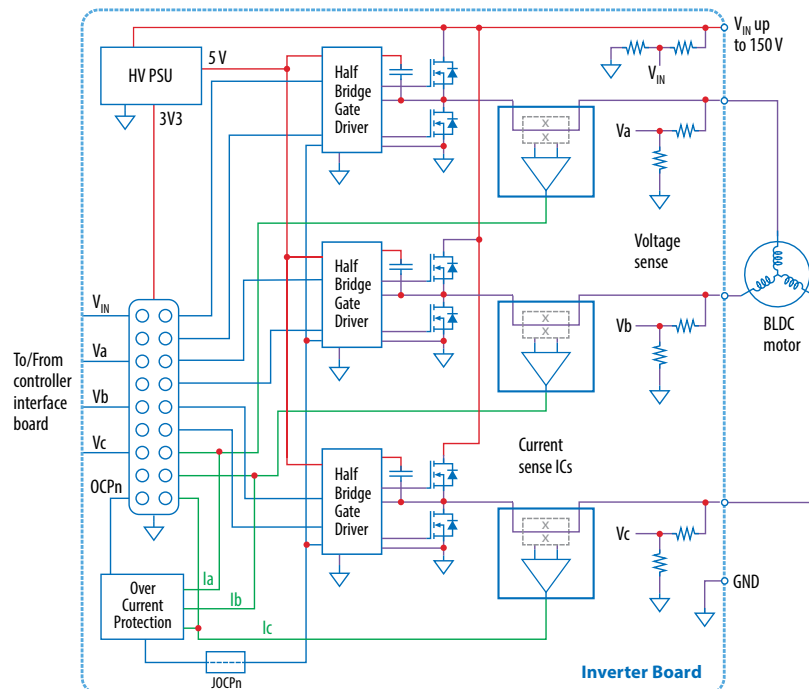 V_IN up
to 150 V
HV PSU
5 V
3V3
Half
Bridge
Gate
Driver
x
x
V_IN
Va
Voltage
sense
BLDC
motor
Half
Bridge
Gate
Driver
x
x
Vb
To/From
controller
interface
board
V_IN
Va
Vb
Vc
OCPn
Half
Bridge
Gate
Driver
Current
sense ICs
x
x
Vc
GND
Over
Current
Protection
Ia
Ib
Ic
JOCPn
Inverter Board